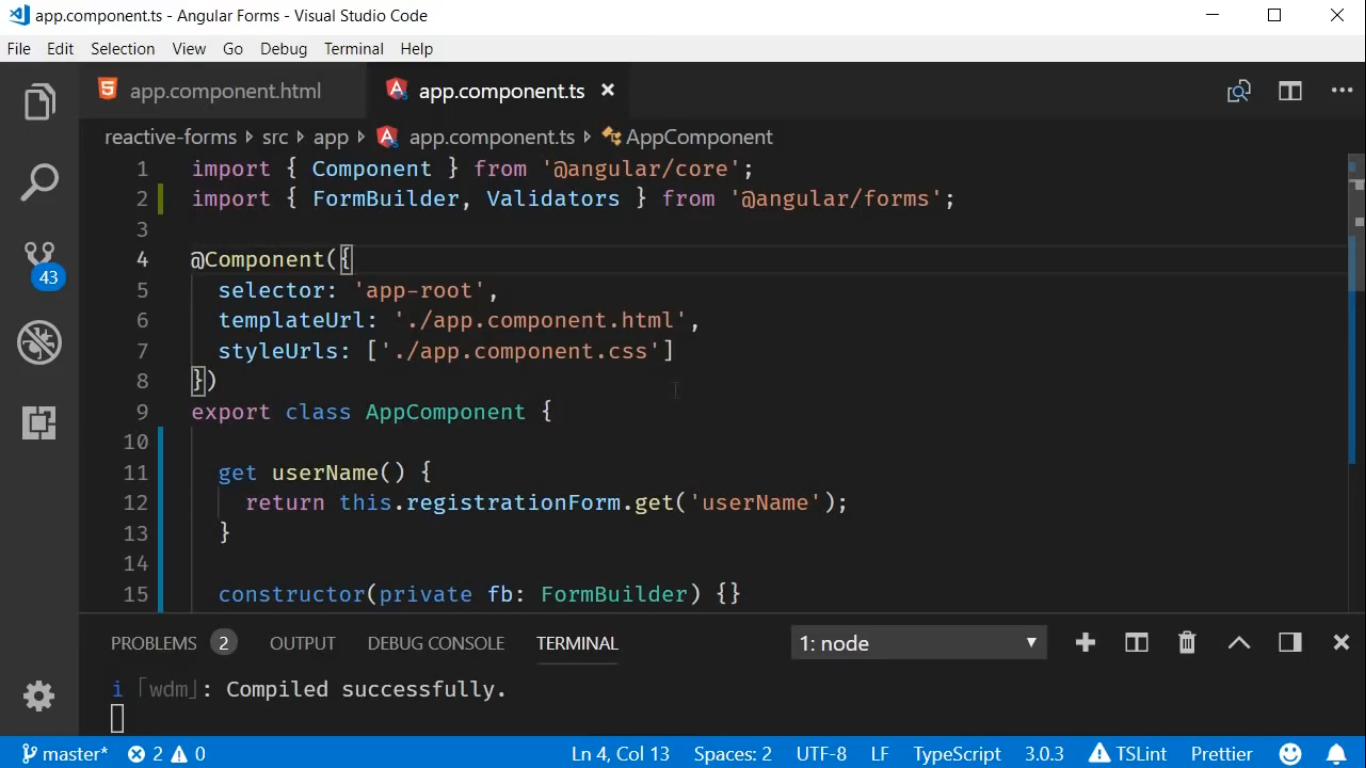 app.component.ts - Angular Forms - Visual Studio Code
File Edit Selection View Go Debug Terminal Help
app.component.html app.component.ts
reactive-forms src app app.component.ts AppComponent
1 import { Component } from '@angular/core';
2 import { FormBuilder, Validators } from '@angular/forms';
3
4 @Component({
5 selector: 'app-root',
6 templateUrl: './app.component.html',
7 styleUrls: ['./app.component.css']
8 })
9 export class AppComponent {
10
11 get userName() {
12 return this.registrationForm.get('userName');
13 }
14
15 constructor(private fb: FormBuilder) {}
43
PROBLEMS 2 OUTPUT DEBUG CONSOLE TERMINAL 1: node
i ｢wdm｣: Compiled successfully.
master* 2 0 Ln 4, Col 13 Spaces: 2 UTF-8 LF TypeScript 3.0.3 TSLint Prettier